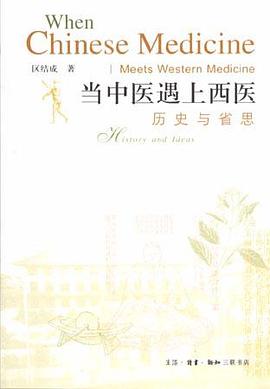 When
Chinese Medicine
区结成 著
Meets Western Medicine
当中医遇上西医
历史与省思
History and Ideas
生活·读书·新知三联书店